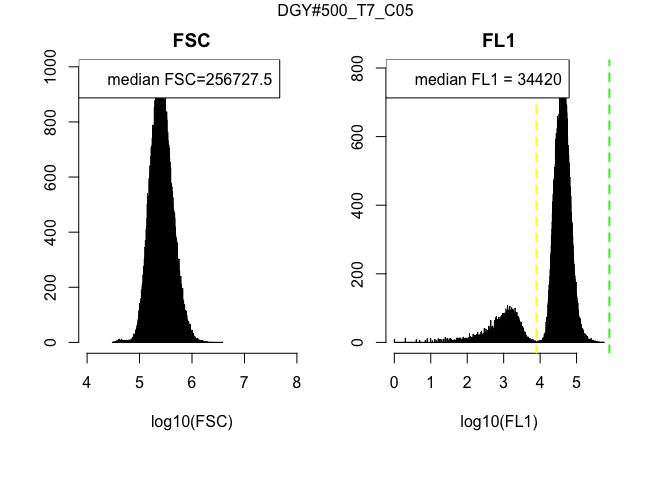 DGY#500_T7_C05
FSC
median FSC=256727.5
0
200
400
600
800
1000
4 5 6 7 8
log10(FSC)
FL1
median FL1 = 34420
0
200
400
600
800
0 1 2 3 4 5
log10(FL1)